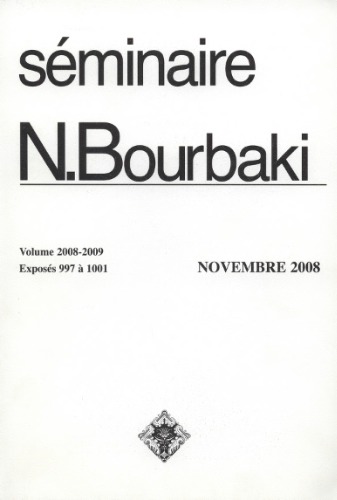 séminaire
N.Bourbaki
Volume 2008-2009
Exposés 997 à 1001
NOVEMBRE 2008